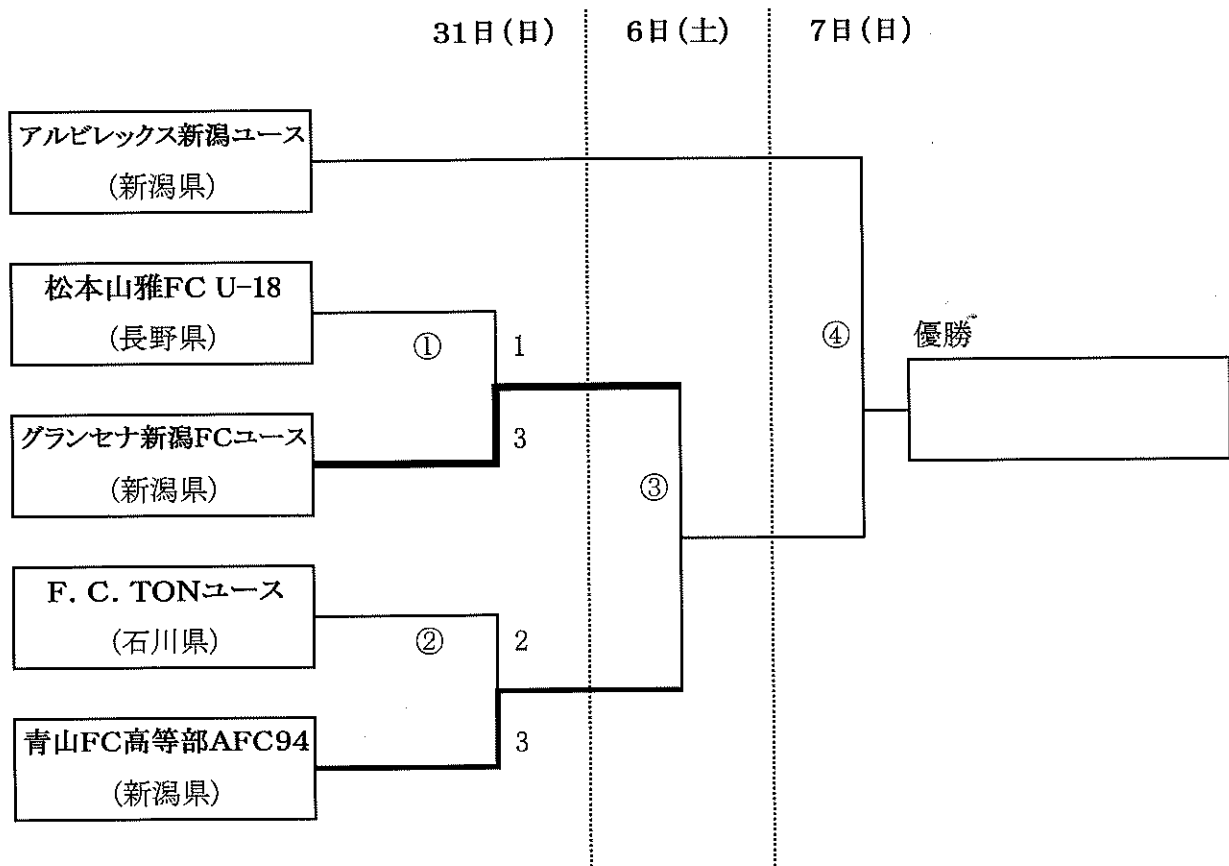 31日(日) 6日(土) 7日(日)
アルビレックス新潟ユース
(新潟県)
松本山雅FC U-18
(長野県)
① 1
④
優勝
グランセナ新潟FCユース
(新潟県)
3
③
F. C. TONユース
(石川県)
② 2
青山FC高等部AFC94
(新潟県)
3